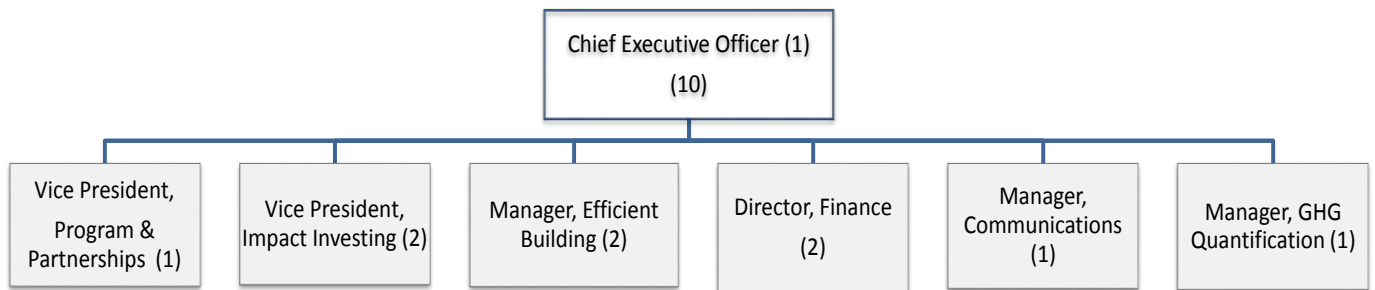 Chief Executive Officer (1)
(10)
Vice President,
Program &
Partnerships (1)
Vice President,
Impact Investing (2)
Manager, Efficient
Building (2)
Director, Finance
(2)
Manager,
Communications
(1)
Manager, GHG
Quantification (1)